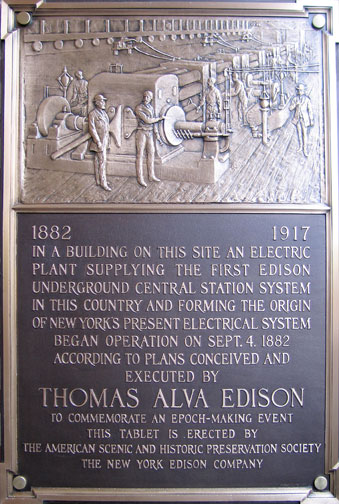 1882 1917
IN A BUILDING ON THIS SITE AN ELECTRIC
PLANT SUPPLYING THE FIRST EDISON
UNDERGROUND CENTRAL STATION SYSTEM
IN THIS COUNTRY AND FORMING THE ORIGIN
OF NEW YORK'S PRESENT ELECTRICAL SYSTEM
BEGAN OPERATION ON SEPT. 4. 1882
ACCORDING TO PLANS CONCEIVED AND
EXECUTED BY
THOMAS ALVA EDISON
TO COMMEMORATE AN EPOCH-MAKING EVENT
THIS TABLET IS ERECTED BY
THE AMERICAN SCENIC AND HISTORIC PRESERVATION SOCIETY
THE NEW YORK EDISON COMPANY